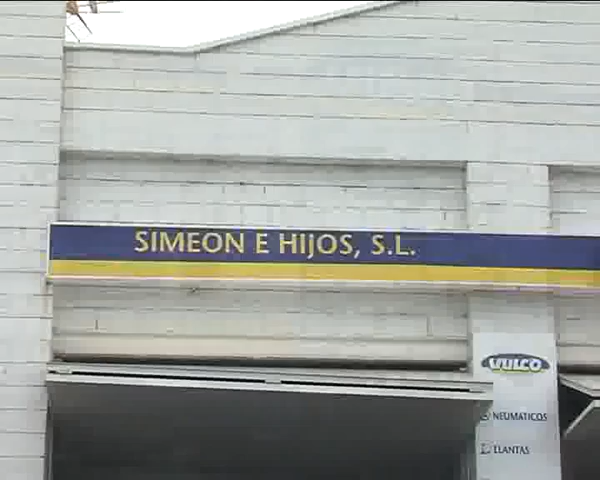 SIMEON E HIJOS, S.L.
VULCO
NEUMATICOS
LLANTAS